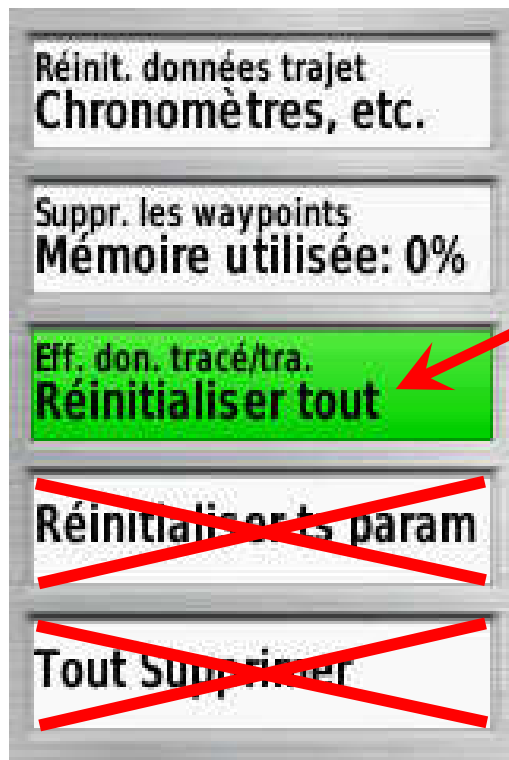 Réinit. données trajet
Chronomètres, etc.
Suppr. les waypoints
Mémoire utilisée: 0%
Eff. don. tracé/tra.
Réinitialiser tout
Réinitialiser ts param
Tout Supprimer